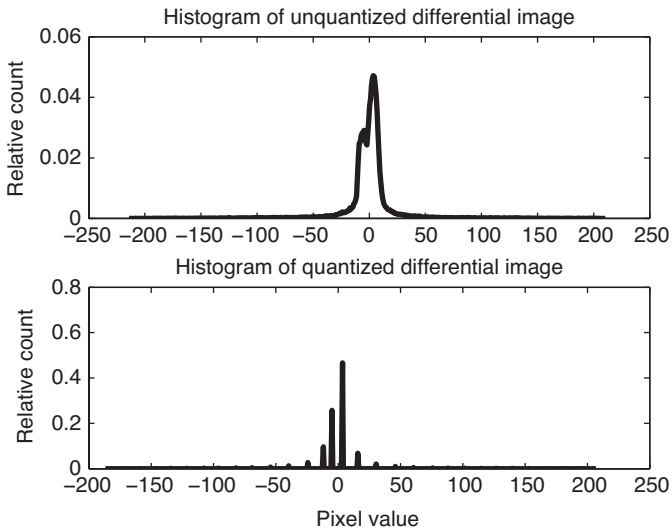 Histogram of unquantized differential image
0.06
0.04
0.02
0
Relative count
−250 −200 −150 −100 −50 0 50 100 150 200 250
Histogram of quantized differential image
0.8
0.6
0.4
0.2
0
Relative count
−200 −150 −100 −50 0 50 100 150 200 250
Pixel value